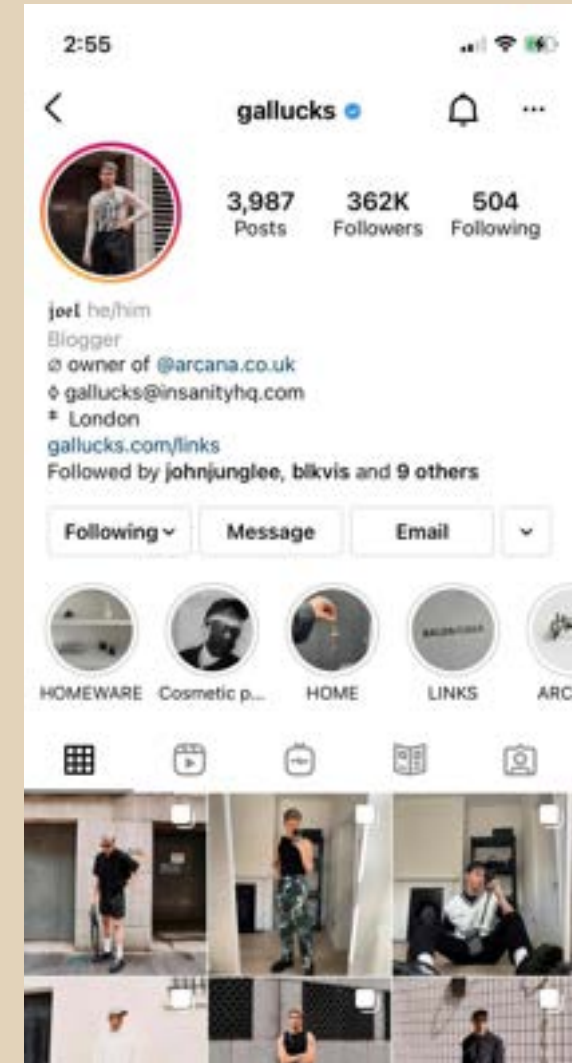 2:55
gallucks
3,987 362K 504
Posts Followers Following
joel he/him
Blogger
⌀ owner of @arcana.co.uk
◊ gallucks@insanityhq.com
London
gallucks.com/links
Followed by johnjunglee, blkvis and 9 others
Following Message Email
HOMEWARE Cosmetic p... HOME LINKS ARC